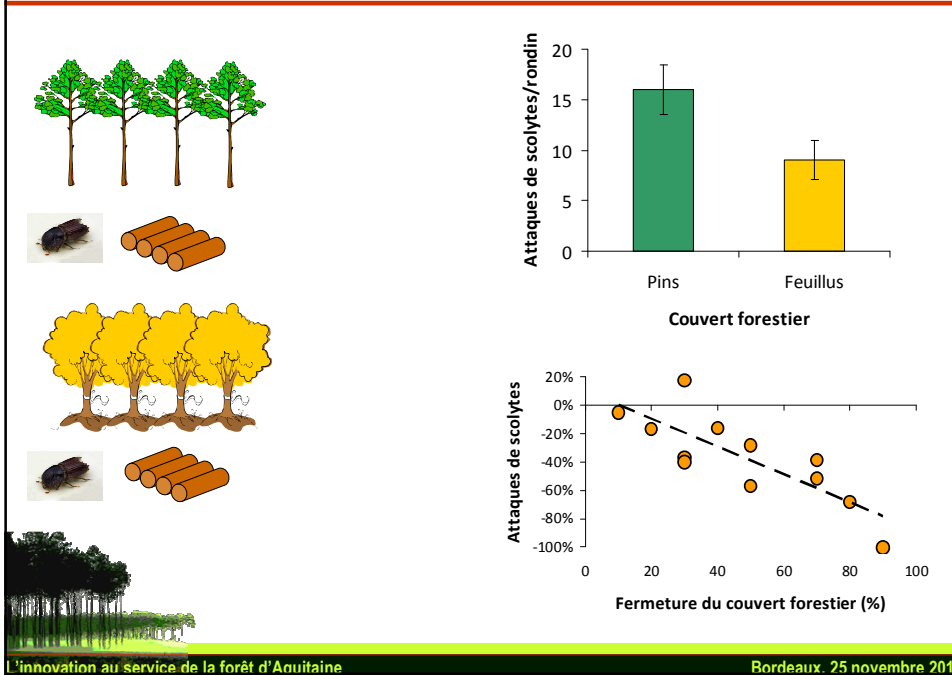 20
15
10
5
0
Attaques de scolytes/rondin
Pins
Feuillus
Couvert forestier
20%
0%
-20%
-40%
-60%
-80%
-100%
Attaques de scolytes
0 20 40 60 80 100
Fermeture du couvert forestier (%)
L'innovation au service de la forêt d'Aquitaine
Bordeaux, 25 novembre 201